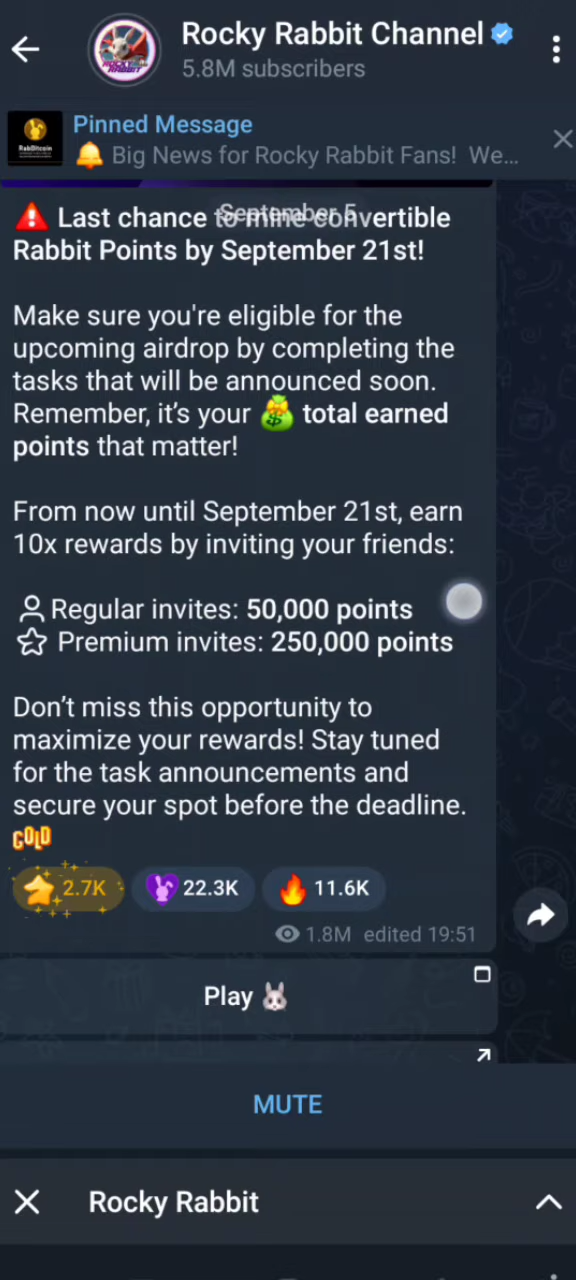 Rocky Rabbit Channel
5.8M subscribers
Pinned Message
🔔 Big News for Rocky Rabbit Fans! We...
September 5
⚠️ Last chance to mine convertible
Rabbit Points by September 21st!
Make sure you're eligible for the
upcoming airdrop by completing the
tasks that will be announced soon.
Remember, it's your 💰 total earned
points that matter!
From now until September 21st, earn
10x rewards by inviting your friends:
Regular invites: 50,000 points
Premium invites: 250,000 points
Don't miss this opportunity to
maximize your rewards! Stay tuned
for the task announcements and
secure your spot before the deadline.
GOLD
2.7K 22.3K 🔥 11.6K
1.8M edited 19:51
Play 🐰
MUTE
Rocky Rabbit